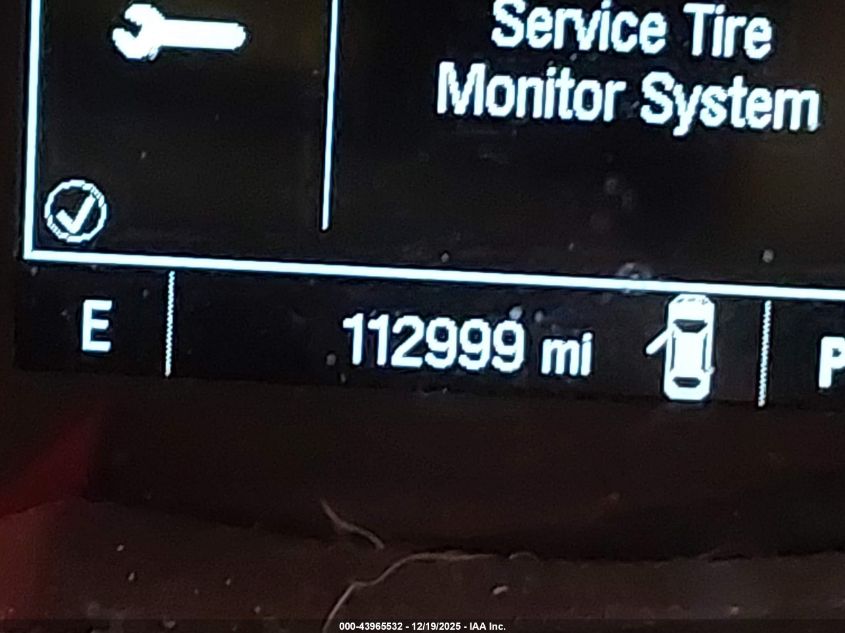 Service Tire
Monitor System
E
112999 mi
P
000-43965532 - 12/19/2025 - IAA Inc.